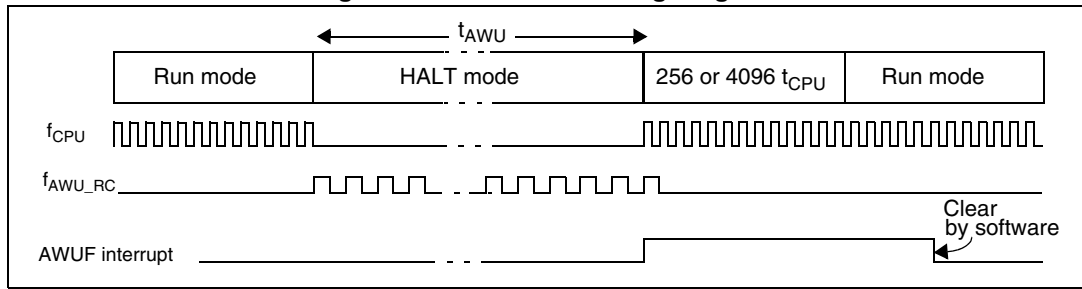 tAWU
Run mode
HALT mode
256 or 4096 tCPU
Run mode
fCPU
fAWU_RC
Clear
by software
AWUF interrupt